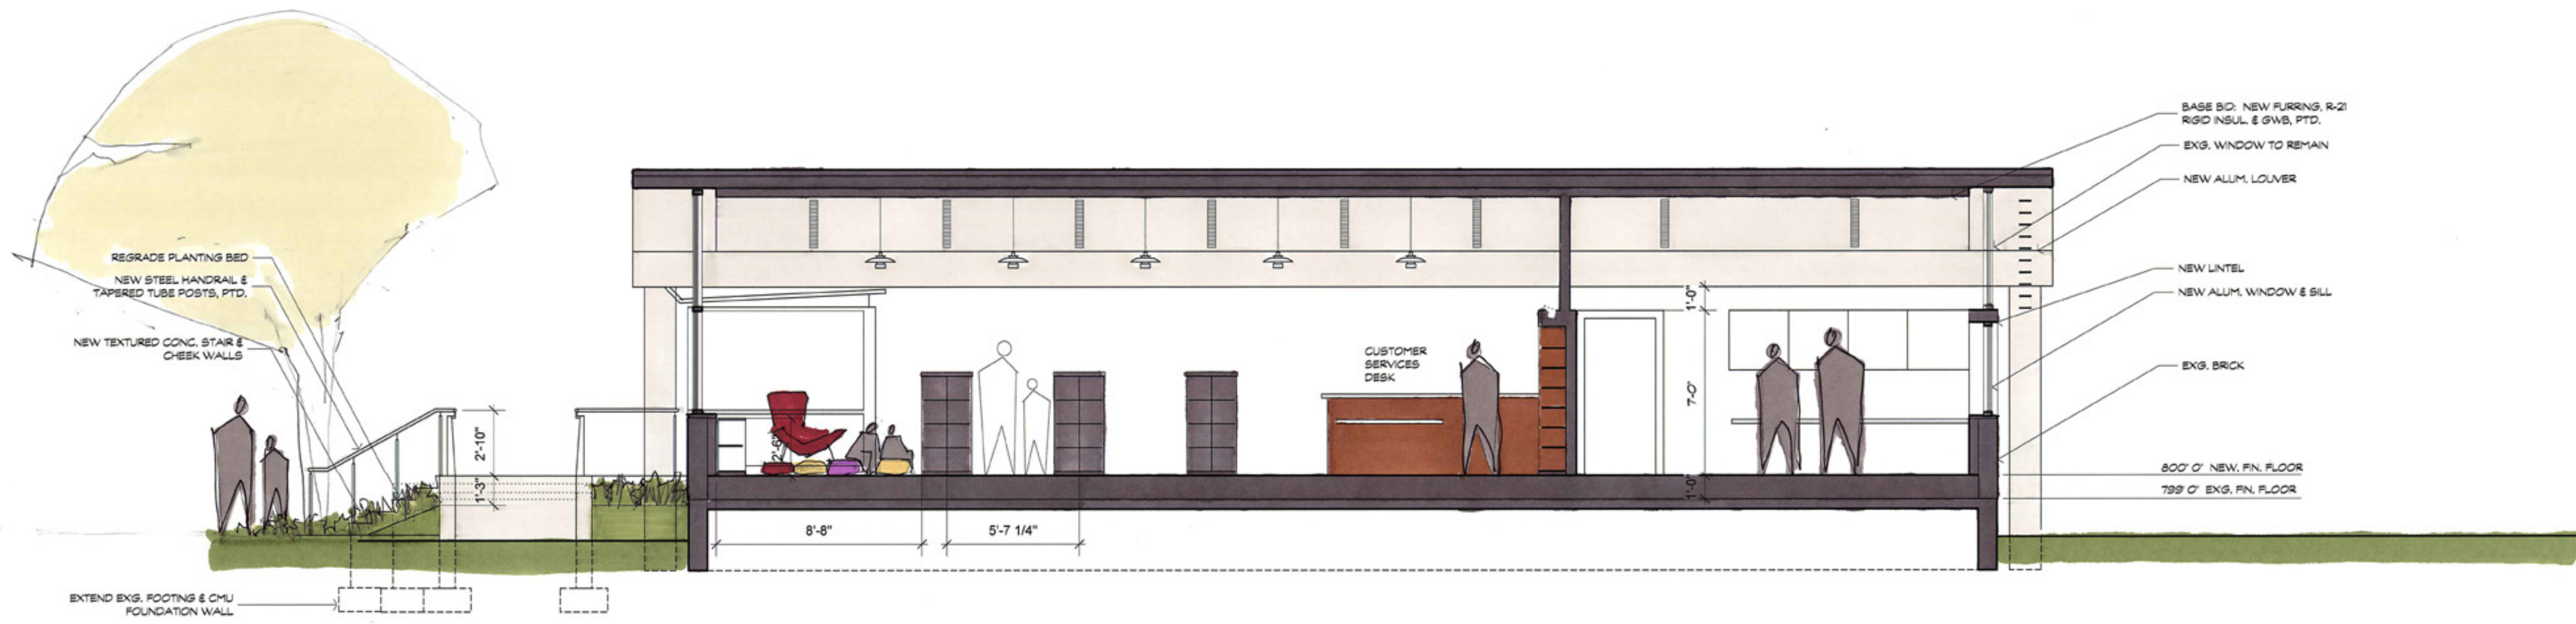 REGRADE PLANTING BED
NEW STEEL HANDRAIL &
TAPERED TUBE POSTS, PTD.
NEW TEXTURED CONC. STAIR &
CHEEK WALLS
EXTEND EXG. FOOTING & CMU
FOUNDATION WALL
2'-10"
1'-3"
2'-6"
8'-8"
5'-7 1/4"
CUSTOMER
SERVICES
DESK
1'-0"
7'-0"
1'-0"
BASE BID: NEW FURRING, R-21
RIGID INSUL. & GWB, PTD.
EXG. WINDOW TO REMAIN
NEW ALUM. LOUVER
NEW LINTEL
NEW ALUM. WINDOW & SILL
EXG. BRICK
800' 0" NEW. FIN. FLOOR
799' 0" EXG. FIN. FLOOR